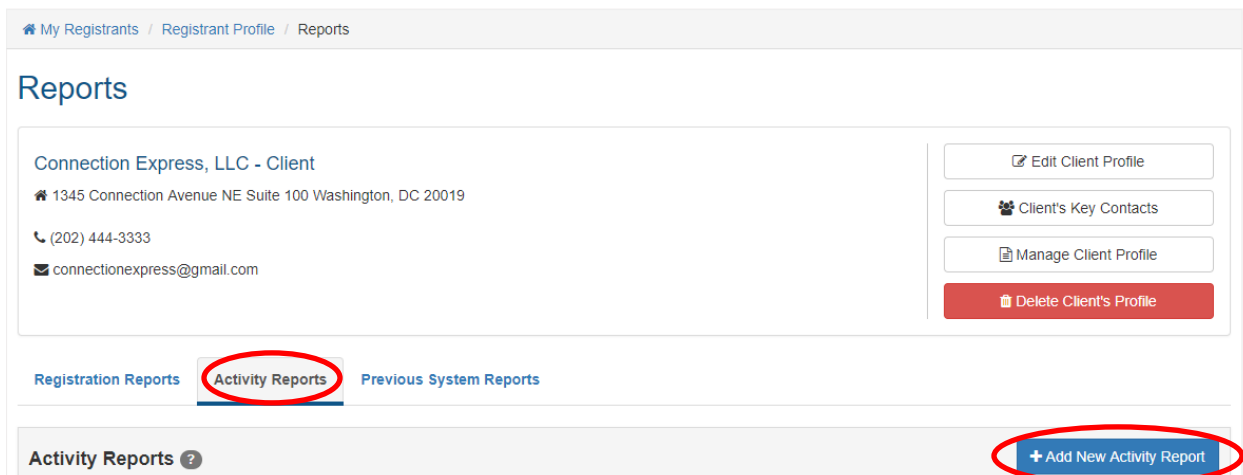 My Registrants / Registrant Profile / Reports
Reports
Connection Express, LLC - Client
1345 Connection Avenue NE Suite 100 Washington, DC 20019
(202) 444-3333
connectionexpress@gmail.com
Edit Client Profile
Client's Key Contacts
Manage Client Profile
Delete Client's Profile
Registration Reports Activity Reports Previous System Reports
Activity Reports ?
+ Add New Activity Report